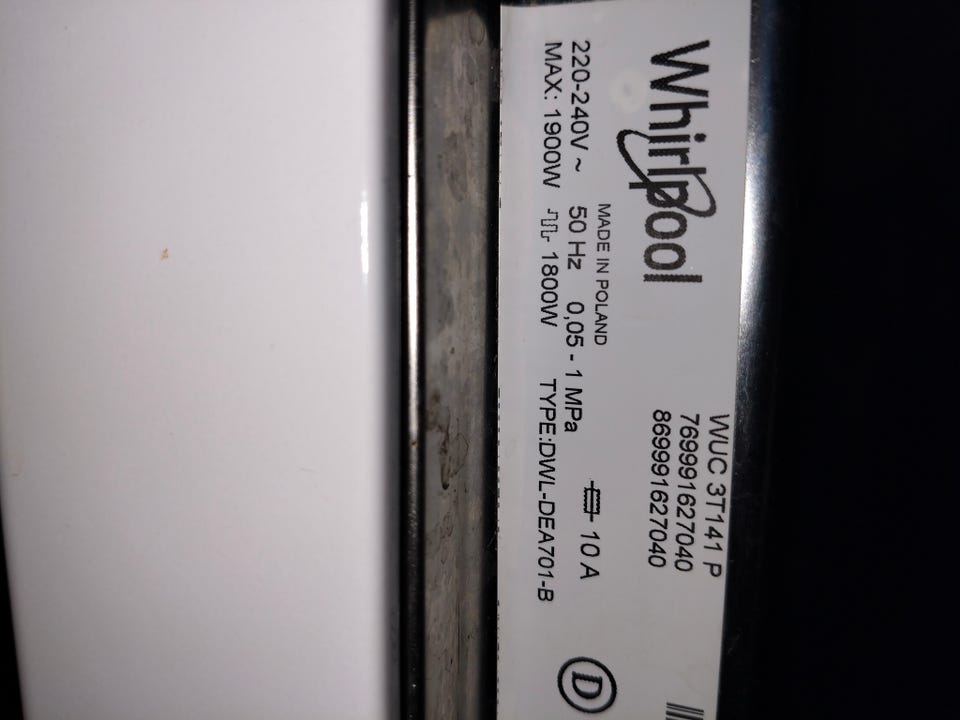 Whirlpool
WUC 3T141 P
769991627040
869991627040
MADE IN POLAND
220-240V ~ 50 Hz 0,05 - 1 MPa 10 A
MAX: 1900W 1800W TYPE:DWL-DEA701-B
D